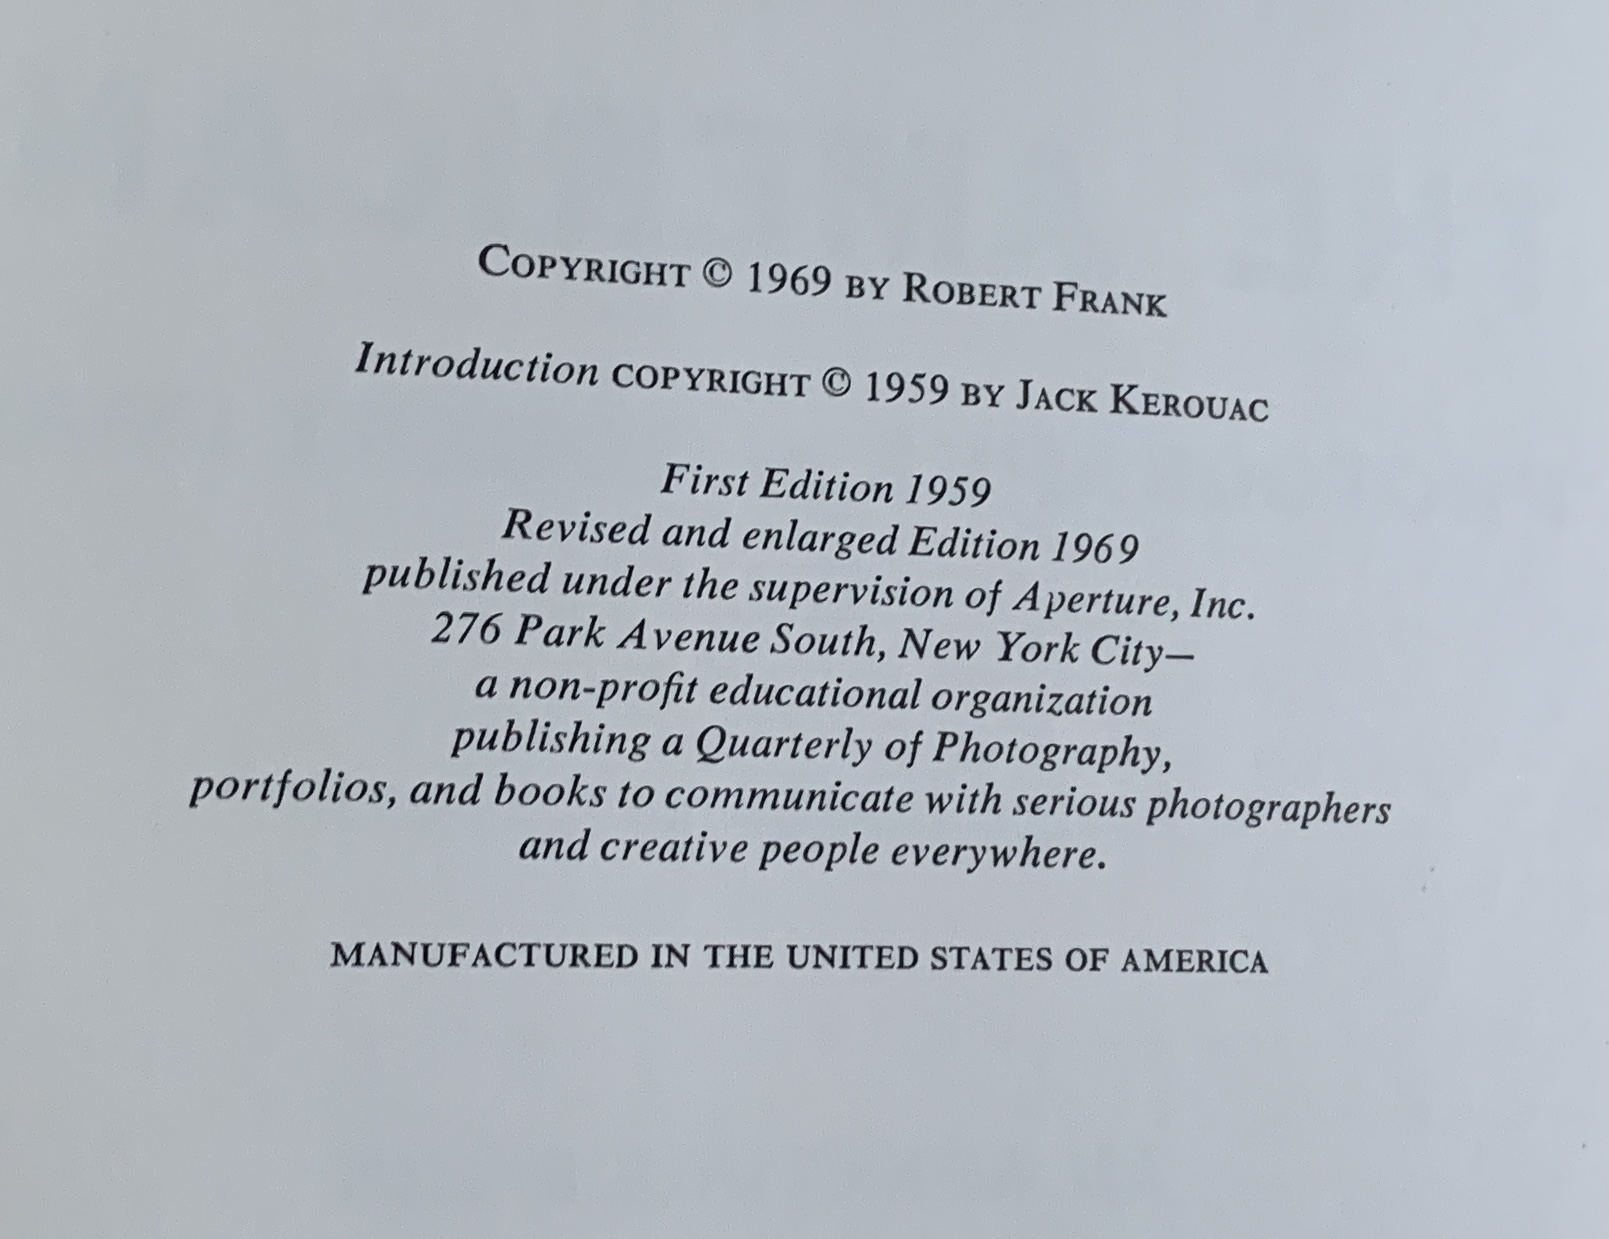 COPYRIGHT © 1969 BY ROBERT FRANK
Introduction COPYRIGHT © 1959 BY JACK KEROUAC
First Edition 1959
Revised and enlarged Edition 1969
published under the supervision of Aperture, Inc.
276 Park Avenue South, New York City—
a non-profit educational organization
publishing a Quarterly of Photography,
portfolios, and books to communicate with serious photographers
and creative people everywhere.
MANUFACTURED IN THE UNITED STATES OF AMERICA